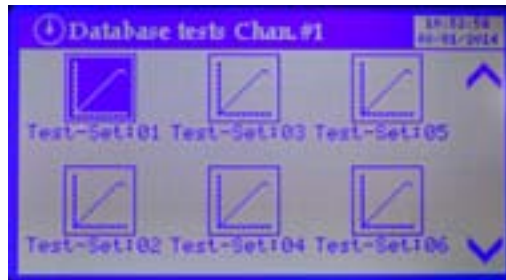 Database tests Chan.#1
Test-Set:01 Test-Set:03 Test-Set:05
Test-Set:02 Test-Set:04 Test-Set:06